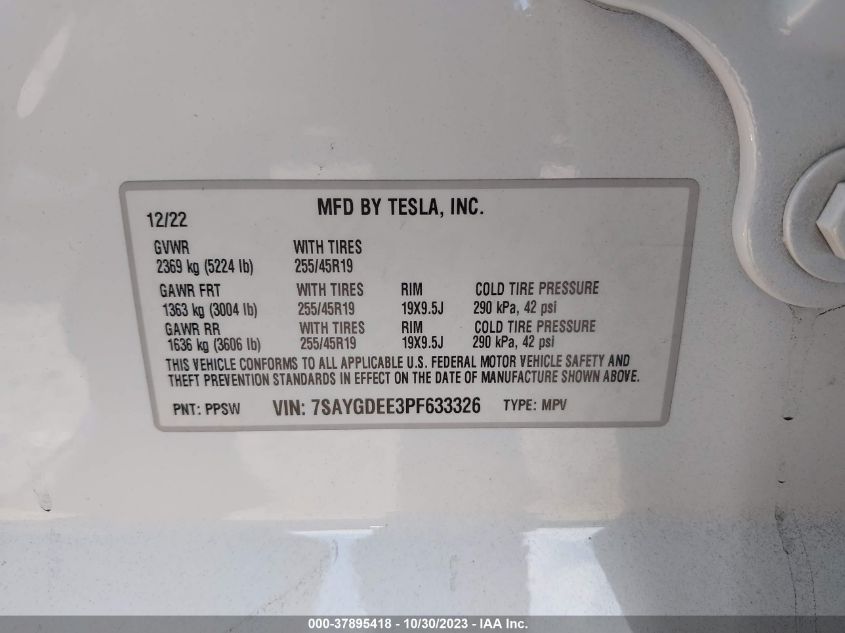 MFD BY TESLA, INC.
12/22
GVWR WITH TIRES
2369 kg (5224 lb) 255/45R19
GAWR FRT WITH TIRES RIM COLD TIRE PRESSURE
1363 kg (3004 lb) 255/45R19 19X9.5J 290 kPa, 42 psi
GAWR RR WITH TIRES RIM COLD TIRE PRESSURE
1636 kg (3606 lb) 255/45R19 19X9.5J 290 kPa, 42 psi
THIS VEHICLE CONFORMS TO ALL APPLICABLE U.S. FEDERAL MOTOR VEHICLE SAFETY AND
THEFT PREVENTION STANDARDS IN EFFECT ON THE DATE OF MANUFACTURE SHOWN ABOVE.
PNT: PPSW VIN: 7SAYGDEE3PF633326 TYPE: MPV
000-37895418 - 10/30/2023 - IAA Inc.